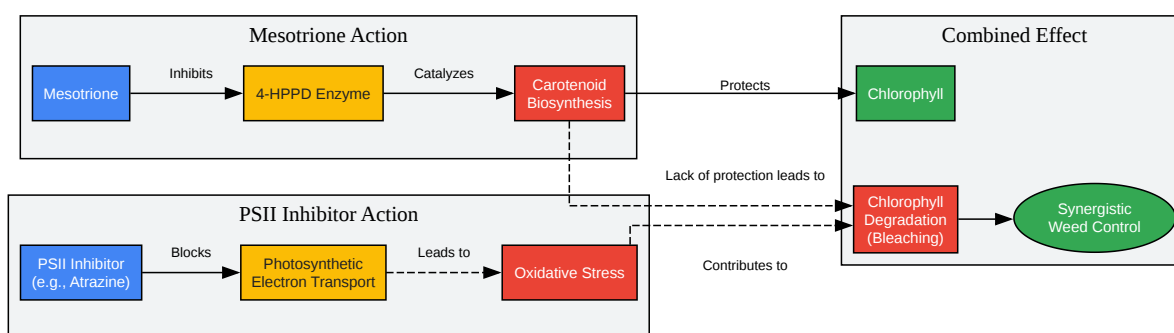 Mesotrione Action
Mesotrione
Inhibits
4-HPPD Enzyme
Catalyzes
Carotenoid
Biosynthesis
Protects
Combined Effect
Chlorophyll
Lack of protection leads to
Chlorophyll
Degradation
(Bleaching)
Synergistic
Weed Control
PSII Inhibitor Action
PSII Inhibitor
(e.g., Atrazine)
Blocks
Photosynthetic
Electron Transport
Leads to
Oxidative Stress
Contributes to